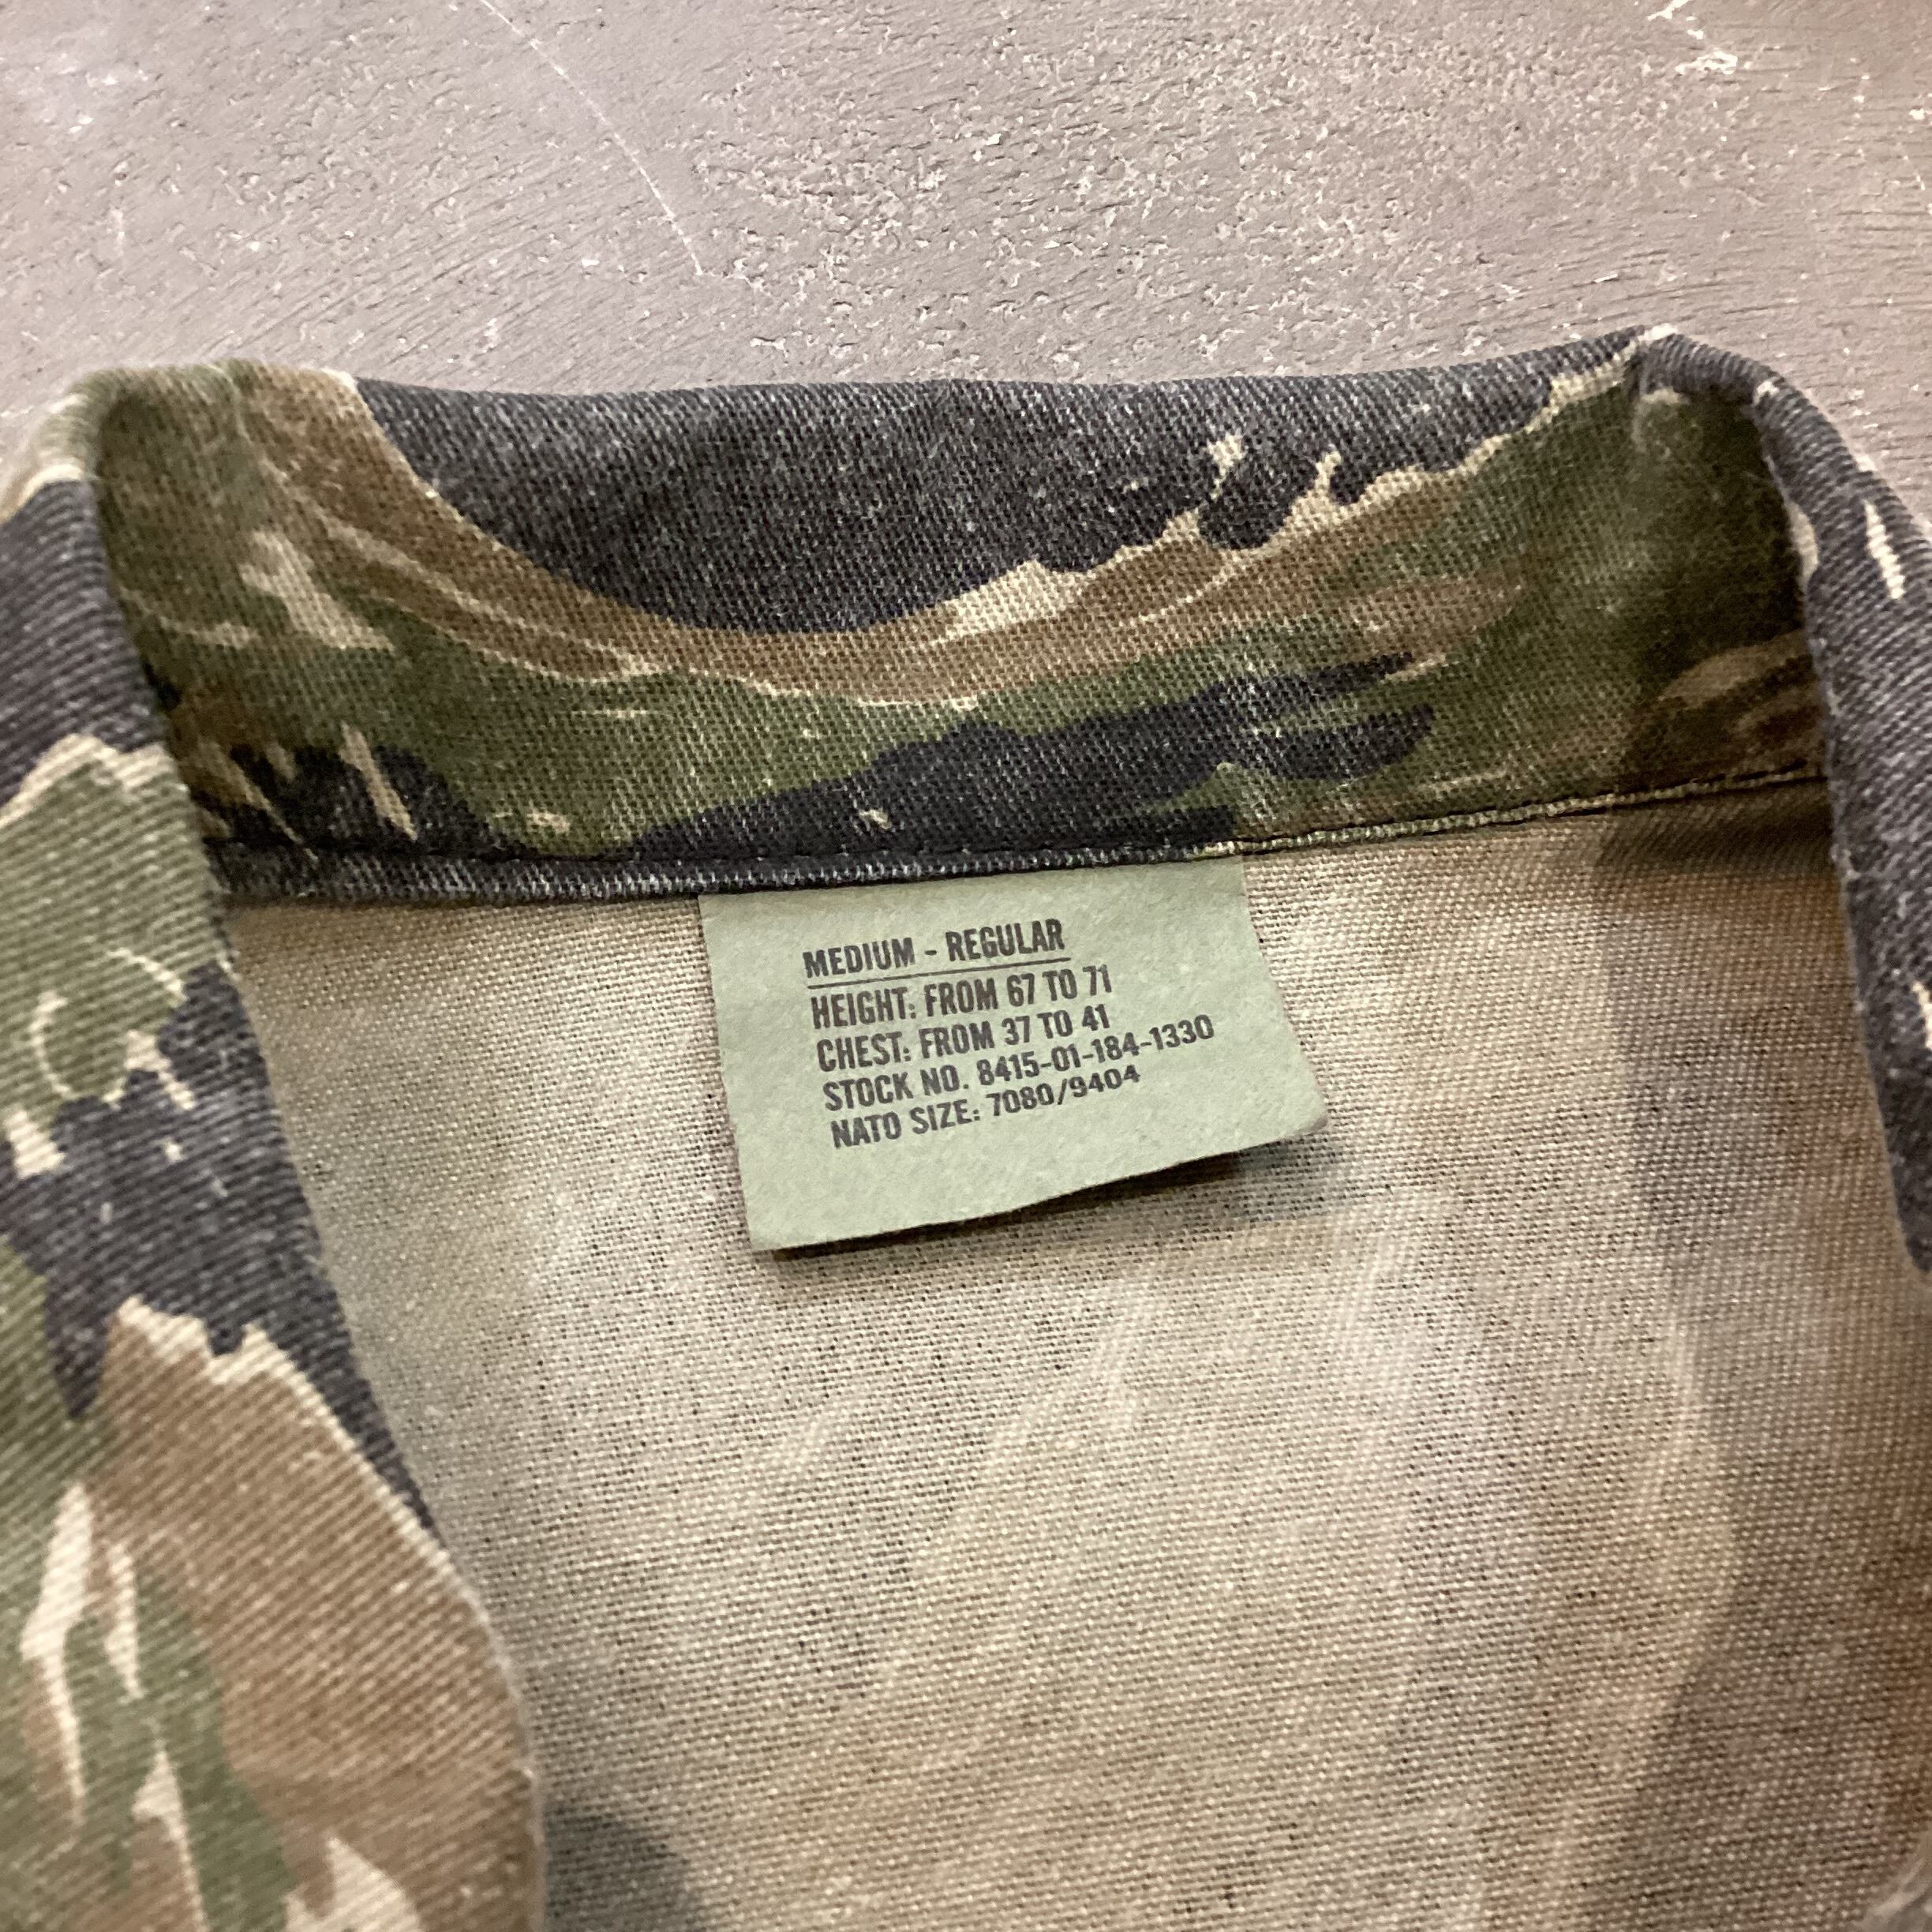 MEDIUM - REGULAR
HEIGHT: FROM 67 TO 71
CHEST: FROM 37 TO 41
STOCK NO. 8415-01-184-1330
NATO SIZE: 7080/9404